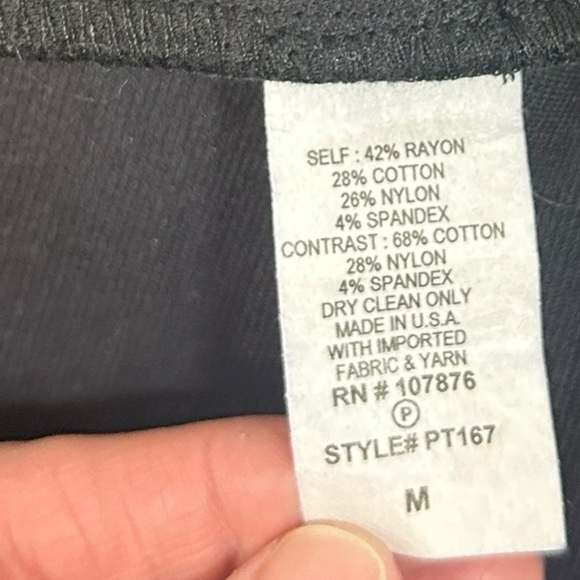 SELF : 42% RAYON
28% COTTON
26% NYLON
4% SPANDEX
CONTRAST : 68% COTTON
28% NYLON
4% SPANDEX
DRY CLEAN ONLY
MADE IN U.S.A.
WITH IMPORTED
FABRIC & YARN
RN # 107876
P
STYLE# PT167
M